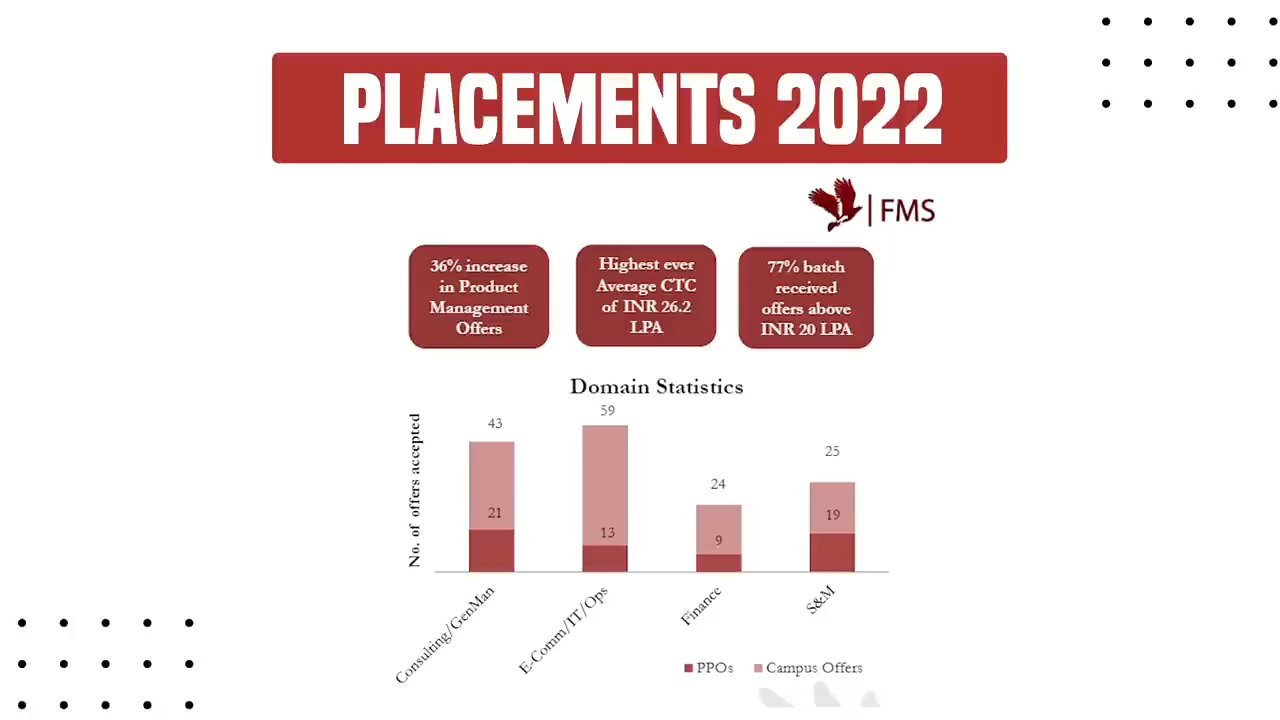 PLACEMENTS 2022
| FMS
36% increase
in Product
Management
Offers
Highest ever
Average CTC
of INR 26.2
LPA
77% batch
received
offers above
INR 20 LPA
Domain Statistics
No. of offers accepted
43
21
59
13
24
9
25
19
Consulting/GenMan
E-Comm/IT/Ops
Finance
S&M
PPOs
Campus Offers